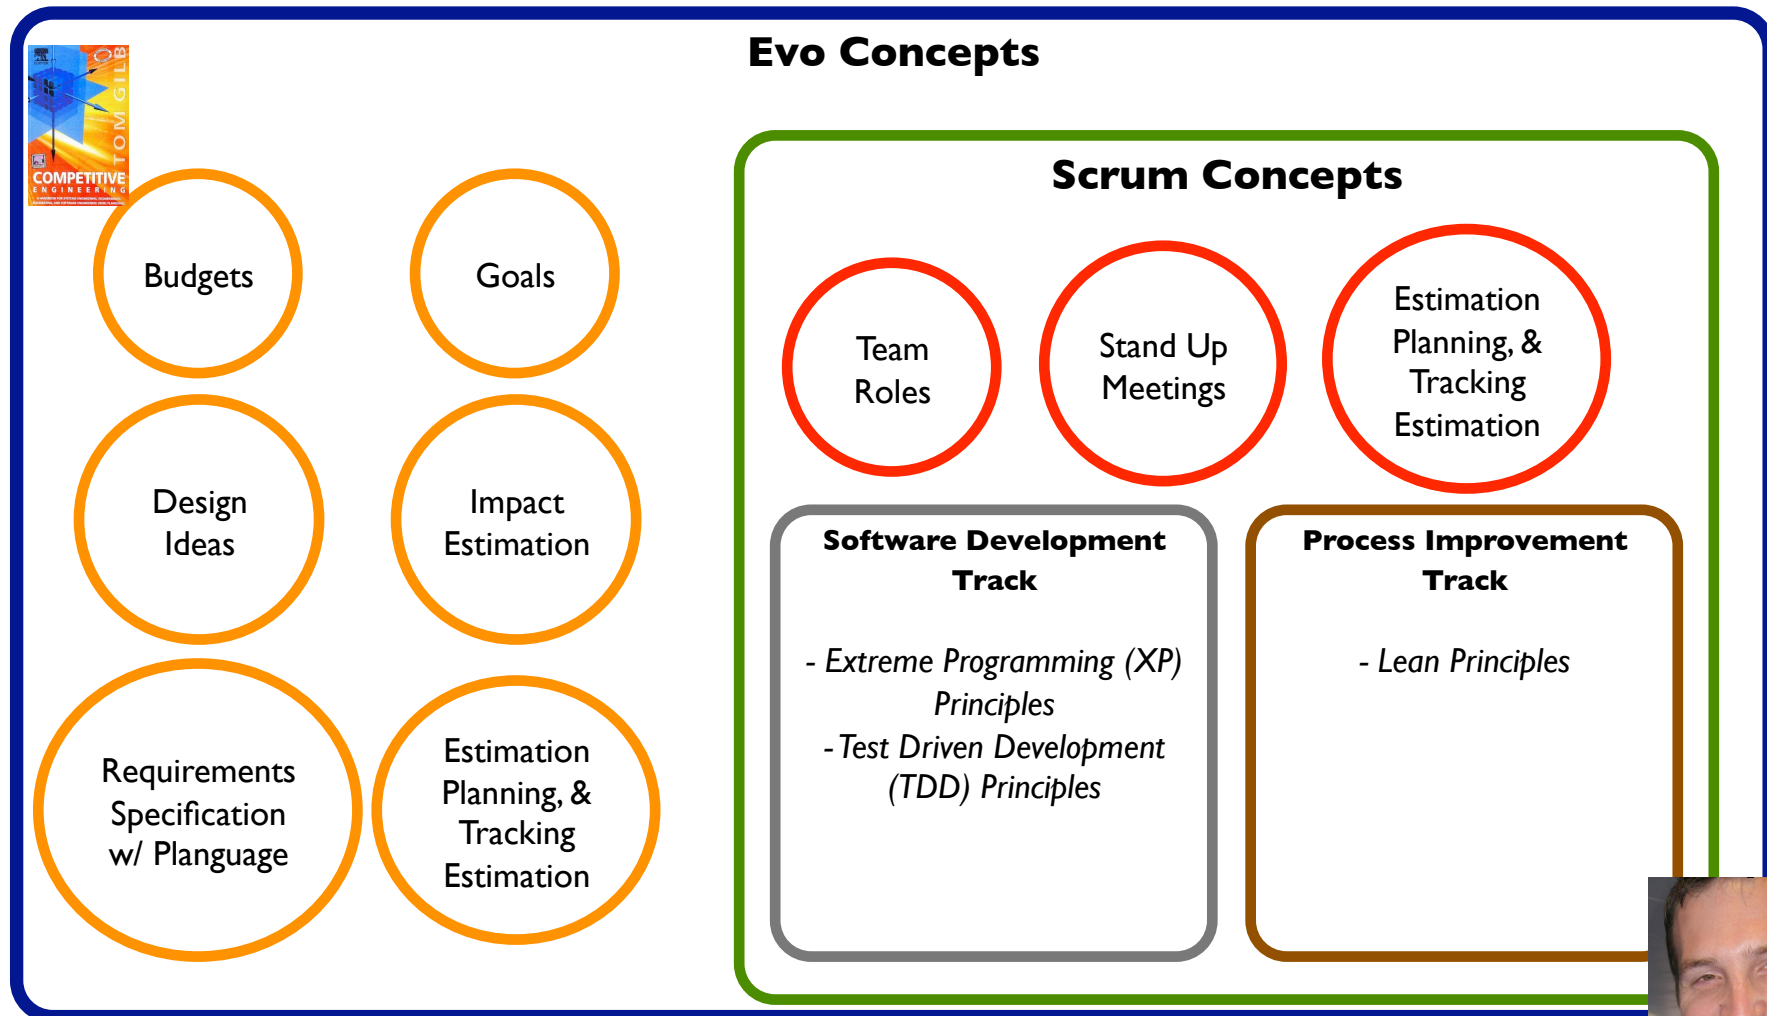 Evo Concepts
TOM GILB
COMPETITIVE
ENGINEERING
Budgets
Goals
Design
Ideas
Impact
Estimation
Requirements
Specification
w/ Planguage
Estimation
Planning, &
Tracking
Estimation
Scrum Concepts
Team
Roles
Stand Up
Meetings
Estimation
Planning, &
Tracking
Estimation
Software Development
Track
- Extreme Programming (XP)
Principles
- Test Driven Development
(TDD) Principles
Process Improvement
Track
- Lean Principles